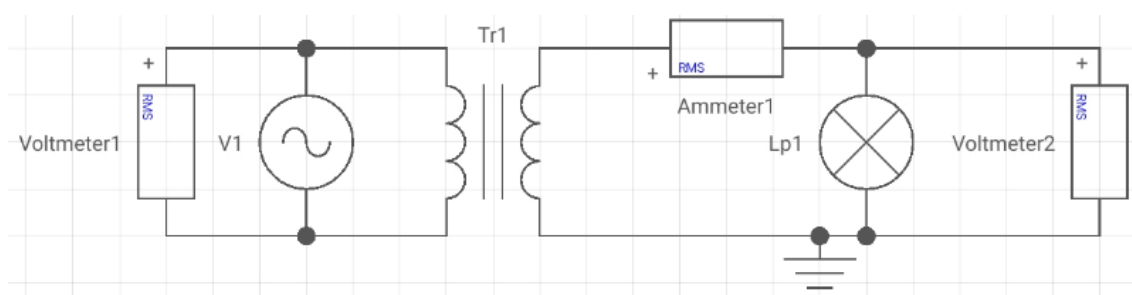 Tr1
+
RMS
+
RMS
+
RMS
Ammeter1
Voltmeter1
V1
Lp1
Voltmeter2